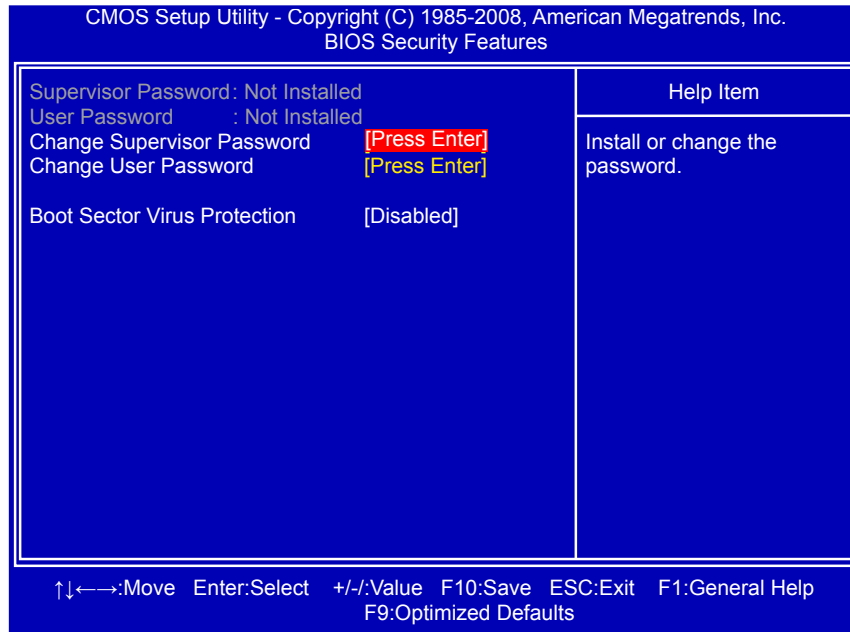 CMOS Setup Utility - Copyright (C) 1985-2008, American Megatrends, Inc.
BIOS Security Features
Supervisor Password : Not Installed
User Password : Not Installed
Change Supervisor Password [Press Enter]
Change User Password [Press Enter]
Boot Sector Virus Protection [Disabled]
Help Item
Install or change the
password.
↑↓←→:Move Enter:Select +/-/:Value F10:Save ESC:Exit F1:General Help
F9:Optimized Defaults